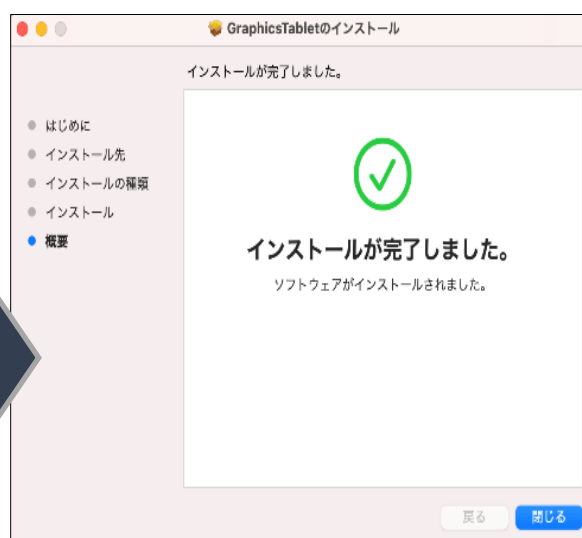 GraphicsTabletのインストール
インストールが完了しました。
はじめに
インストール先
インストールの種類
インストール
概要
インストールが完了しました。
ソフトウェアがインストールされました。
戻る
閉じる